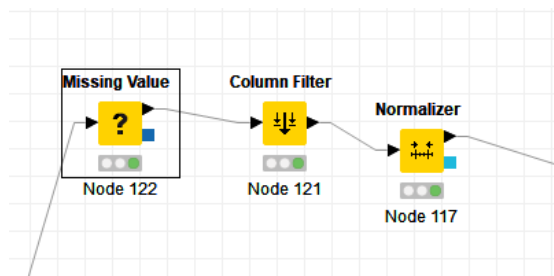 Missing Value
?
Node 122
Column Filter
Node 121
Normalizer
Node 117